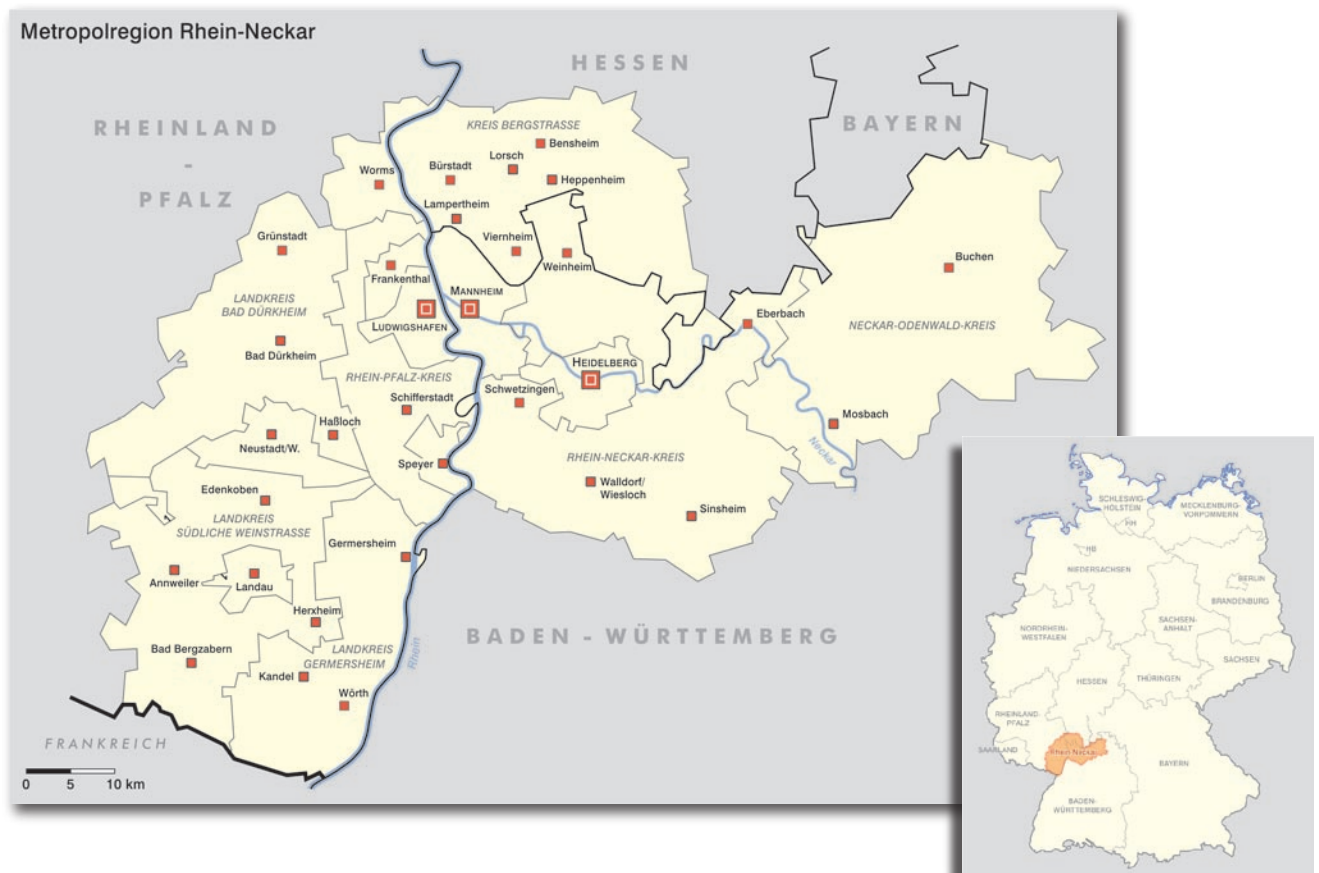 Metropolregion Rhein-Neckar
HESSEN
RHEINLAND
-
PFALZ
BAYERN
KREIS BERGSTRASSE
Bensheim
Lorsch
Bürstadt
Worms
Heppenheim
Lampertheim
Viernheim
Weinheim
Grünstadt
Buchen
Frankenthal
LANDKREIS
BAD DÜRKHEIM
MANNHEIM
LUDWIGSHAFEN
Eberbach
NECKAR-ODENWALD-KREIS
Bad Dürkheim
HEIDELBERG
RHEIN-PFALZ-KREIS
Schwetzingen
Schifferstadt
Mosbach
Haßloch
Neustadt/W.
Neckar
Speyer
RHEIN-NECKAR-KREIS
Walldorf/
Wiesloch
Edenkoben
Sinsheim
LANDKREIS
SÜDLICHE WEINSTRASSE
Germersheim
Annweiler
Landau
Herxheim
BADEN - WÜRTTEMBERG
Rhein
Bad Bergzabern
LANDKREIS
GERMERSHEIM
Kandel
Wörth
FRANKREICH
0 5 10 km
SCHLESWIG-
HOLSTEIN
MECKLENBURG-
VORPOMMERN
HH
HB
NIEDERSACHSEN
BERLIN
BRANDENBURG
NORDRHEIN-
WESTFALEN
SACHSEN-
ANHALT
SACHSEN
HESSEN
THÜRINGEN
RHEINLAND-
PFALZ
SAARLAND
Rhein-Neckar
BAYERN
BADEN-
WÜRTTEMBERG